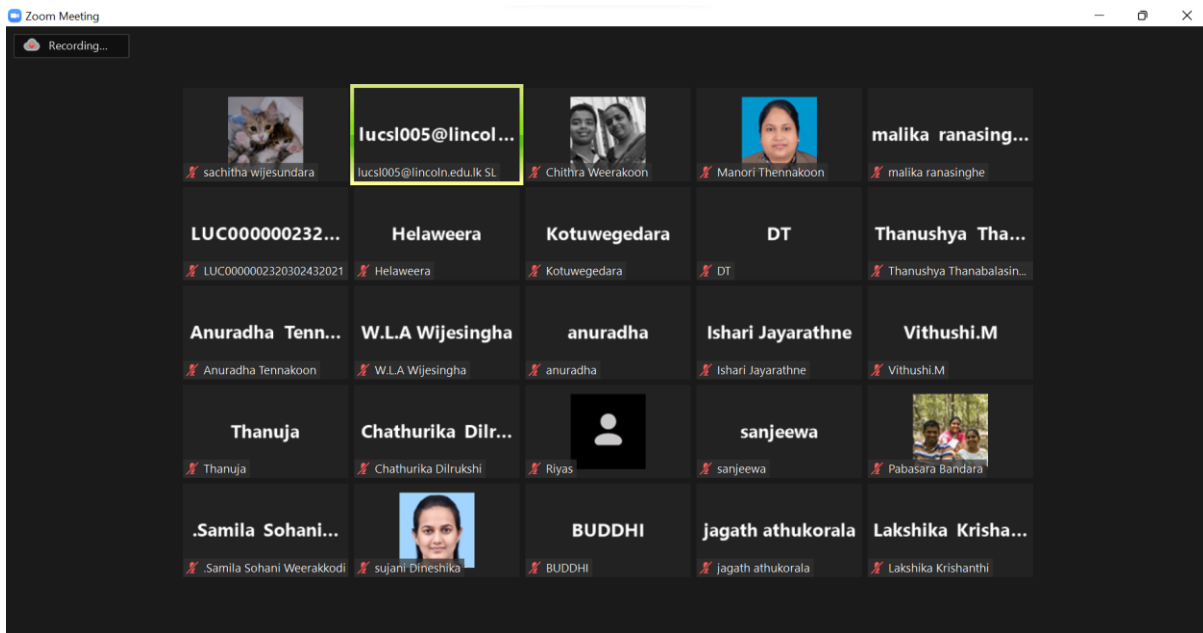 Zoom Meeting
Recording...
sachitha wijesundara
lucsl005@lincol...
lucsl005@lincoln.edu.lk SL
Chithra Weerakoon
Manori Thennakoon
malika ranasing...
malika ranasinghe
LUC000000232...
LUC0000002320302432021
Helaweera
Helaweera
Kotuwegedara
Kotuwegedara
DT
DT
Thanushya Tha...
Thanushya Thanabalasin...
Anuradha Tenn...
Anuradha Tennakoon
W.L.A Wijesingha
W.L.A Wijesingha
anuradha
anuradha
Ishari Jayarathne
Ishari Jayarathne
Vithushi.M
Vithushi.M
Thanuja
Thanuja
Chathurika Dilr...
Chathurika Dilrukshi
Riyas
sanjeewa
sanjeewa
Pabasara Bandara
.Samila Sohani...
.Samila Sohani Weerakkodi
sujani Dineshika
BUDDHI
BUDDHI
jagath athukorala
jagath athukorala
Lakshika Krisha...
Lakshika Krishanthi